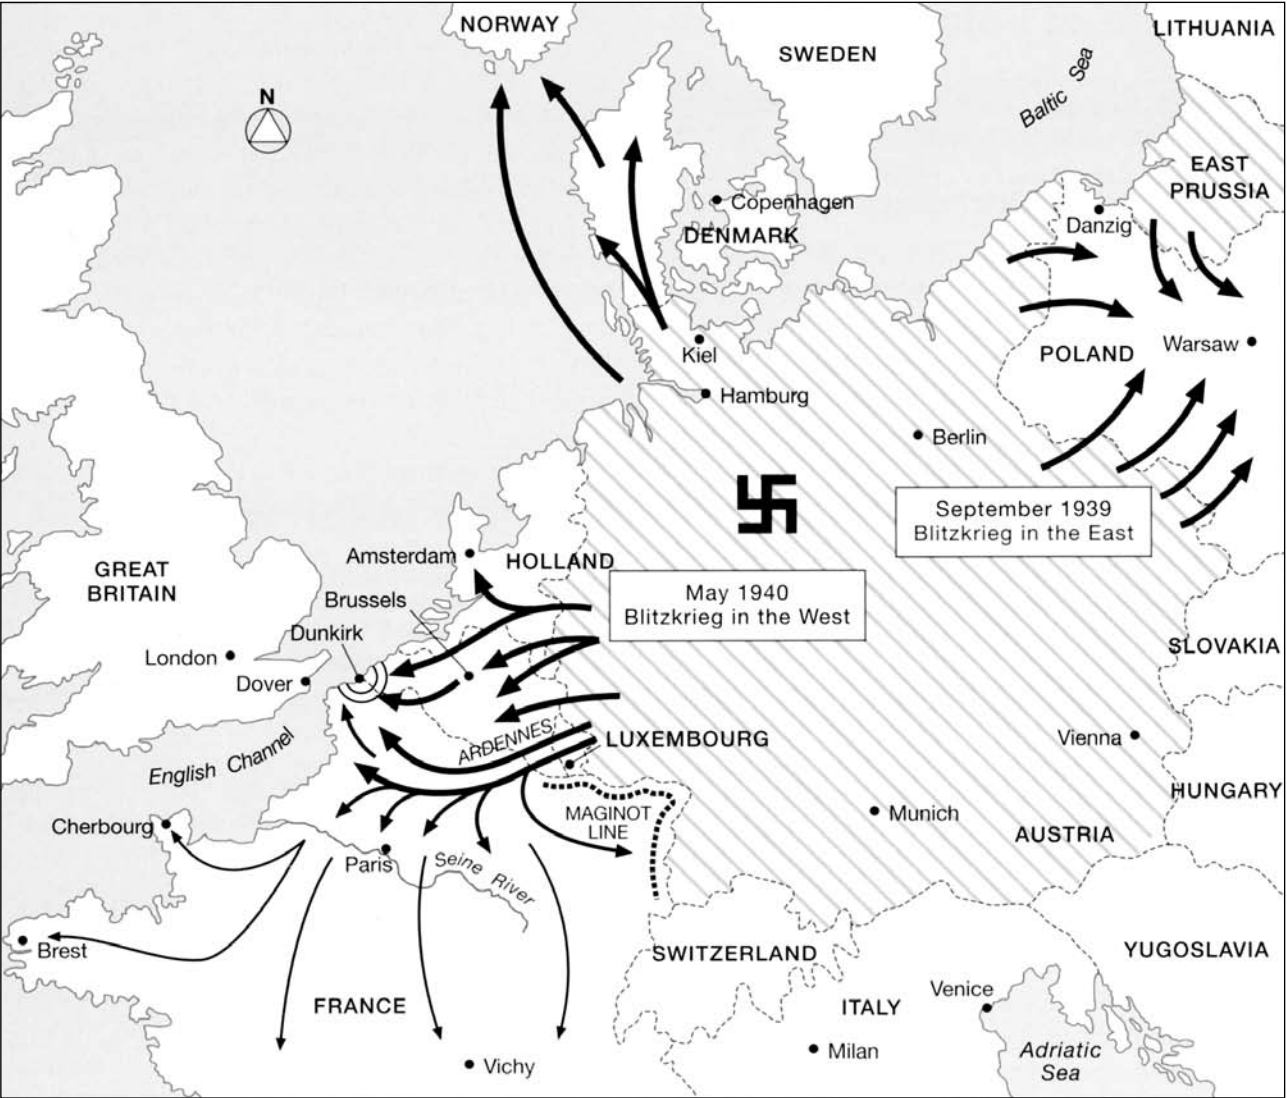 NORWAY
SWEDEN
LITHUANIA
N
Baltic Sea
EAST
PRUSSIA
Copenhagen
DENMARK
Danzig
Kiel
POLAND
Warsaw
Hamburg
Berlin
September 1939
Blitzkrieg in the East
Amsterdam
HOLLAND
GREAT
BRITAIN
May 1940
Blitzkrieg in the West
Brussels
Dunkirk
London
Dover
SLOVAKIA
English Channel
ARDENNES
LUXEMBOURG
Vienna
HUNGARY
MAGINOT
LINE
Munich
AUSTRIA
Cherbourg
Paris
Seine River
Brest
SWITZERLAND
YUGOSLAVIA
FRANCE
ITALY
Venice
Vichy
Milan
Adriatic
Sea